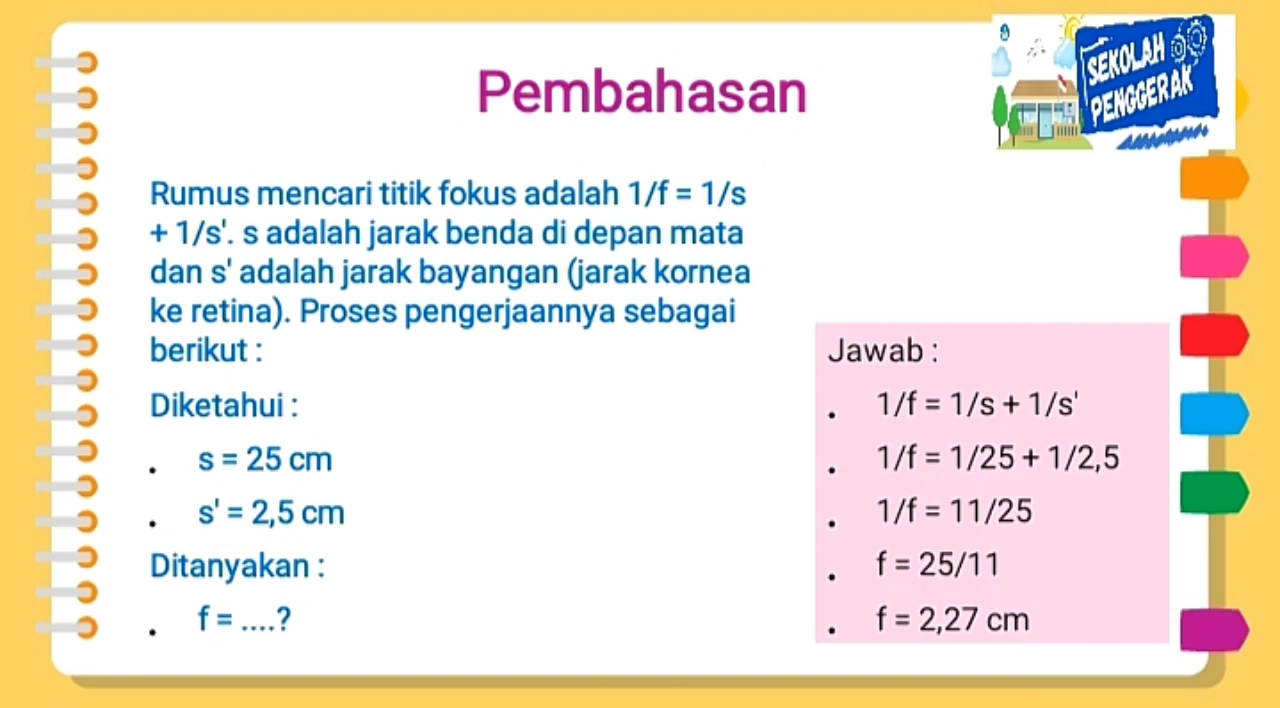 Pembahasan
SEKOLAH
PENGGERAK
Rumus mencari titik fokus adalah 1/f = 1/s
+ 1/s'. s adalah jarak benda di depan mata
dan s' adalah jarak bayangan (jarak kornea
ke retina). Proses pengerjaannya sebagai
berikut :
Diketahui :
. s = 25 cm
. s' = 2,5 cm
Ditanyakan :
. f = ....?
Jawab :
. 1/f = 1/s + 1/s'
. 1/f = 1/25 + 1/2,5
. 1/f = 11/25
. f = 25/11
. f = 2,27 cm